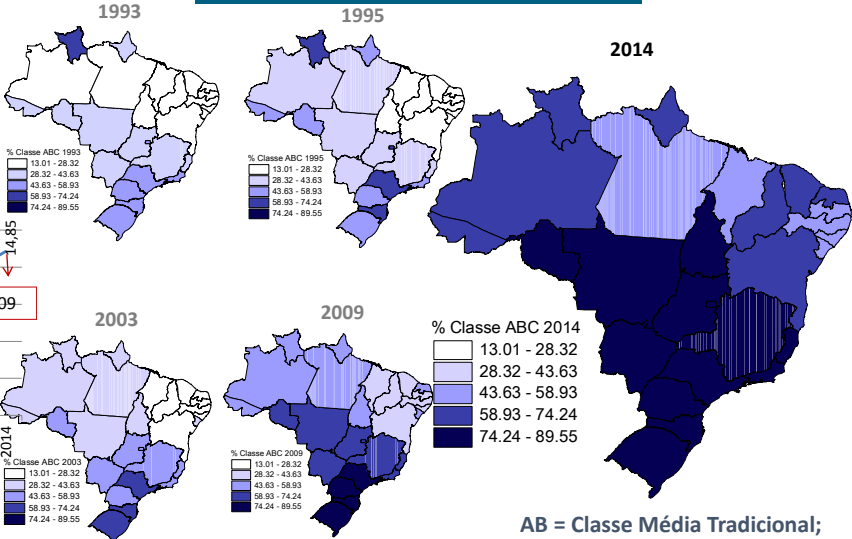 1993
1995
2014
% Classe ABC 1993
13.01 - 28.32
28.32 - 43.63
43.63 - 58.93
58.93 - 74.24
74.24 - 89.55
% Classe ABC 1995
13.01 - 28.32
28.32 - 43.63
43.63 - 58.93
58.93 - 74.24
74.24 - 89.55
14,85
09
2003
2009
% Classe ABC 2014
13.01 - 28.32
28.32 - 43.63
43.63 - 58.93
58.93 - 74.24
74.24 - 89.55
2014
% Classe ABC 2003
13.01 - 28.32
28.32 - 43.63
43.63 - 58.93
58.93 - 74.24
74.24 - 89.55
% Classe ABC 2009
13.01 - 28.32
28.32 - 43.63
43.63 - 58.93
58.93 - 74.24
74.24 - 89.55
AB = Classe Média Tradicional;